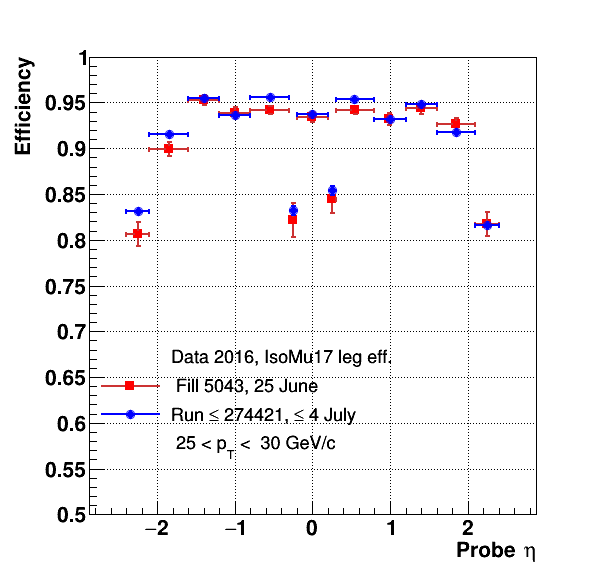 Efficiency
1
0.95
0.9
0.85
0.8
0.75
0.7
0.65
0.6
0.55
0.5
Data 2016, IsoMu17 leg eff.
Fill 5043, 25 June
Run ≤ 274421, ≤ 4 July
25 < p_T < 30 GeV/c
−2 −1 0 1 2
Probe η